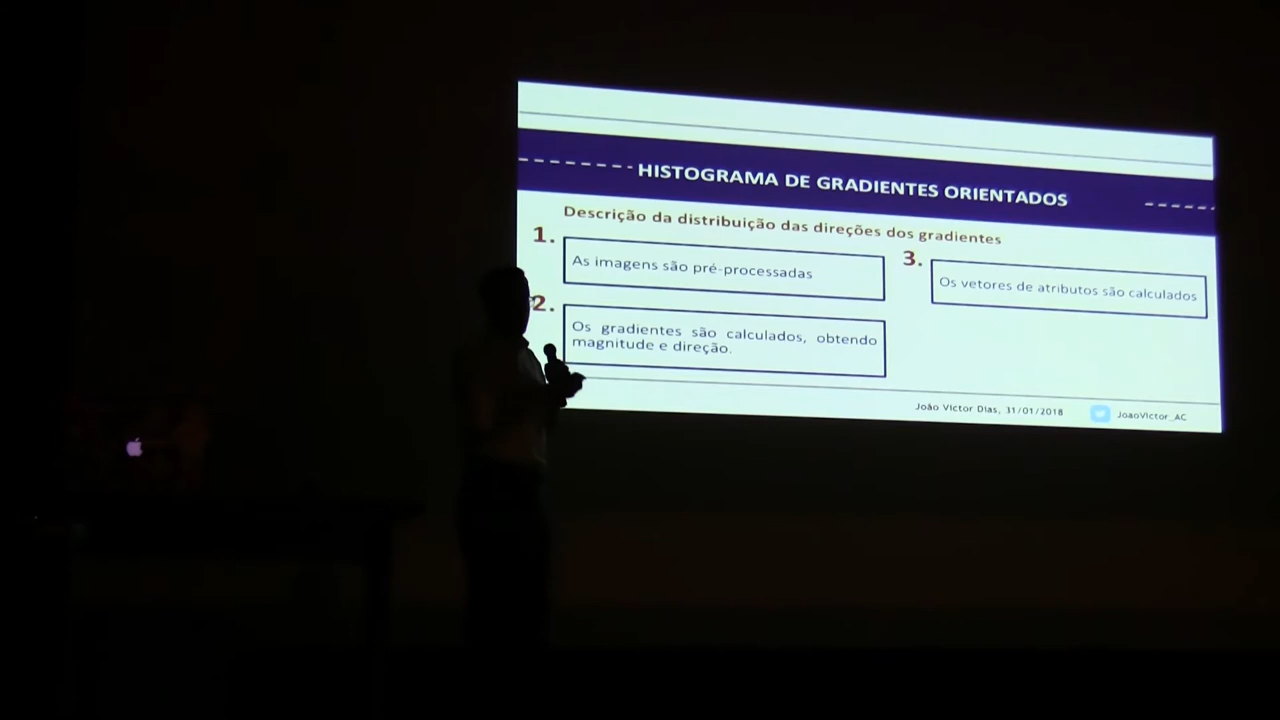 HISTOGRAMA DE GRADIENTES ORIENTADOS
Descrição da distribuição das direções dos gradientes
1.
As imagens são pré-processadas
2.
Os gradientes são calculados, obtendo
magnitude e direção.
3.
Os vetores de atributos são calculados
João Victor Dias, 31/01/2018
JoaoVictor_AC